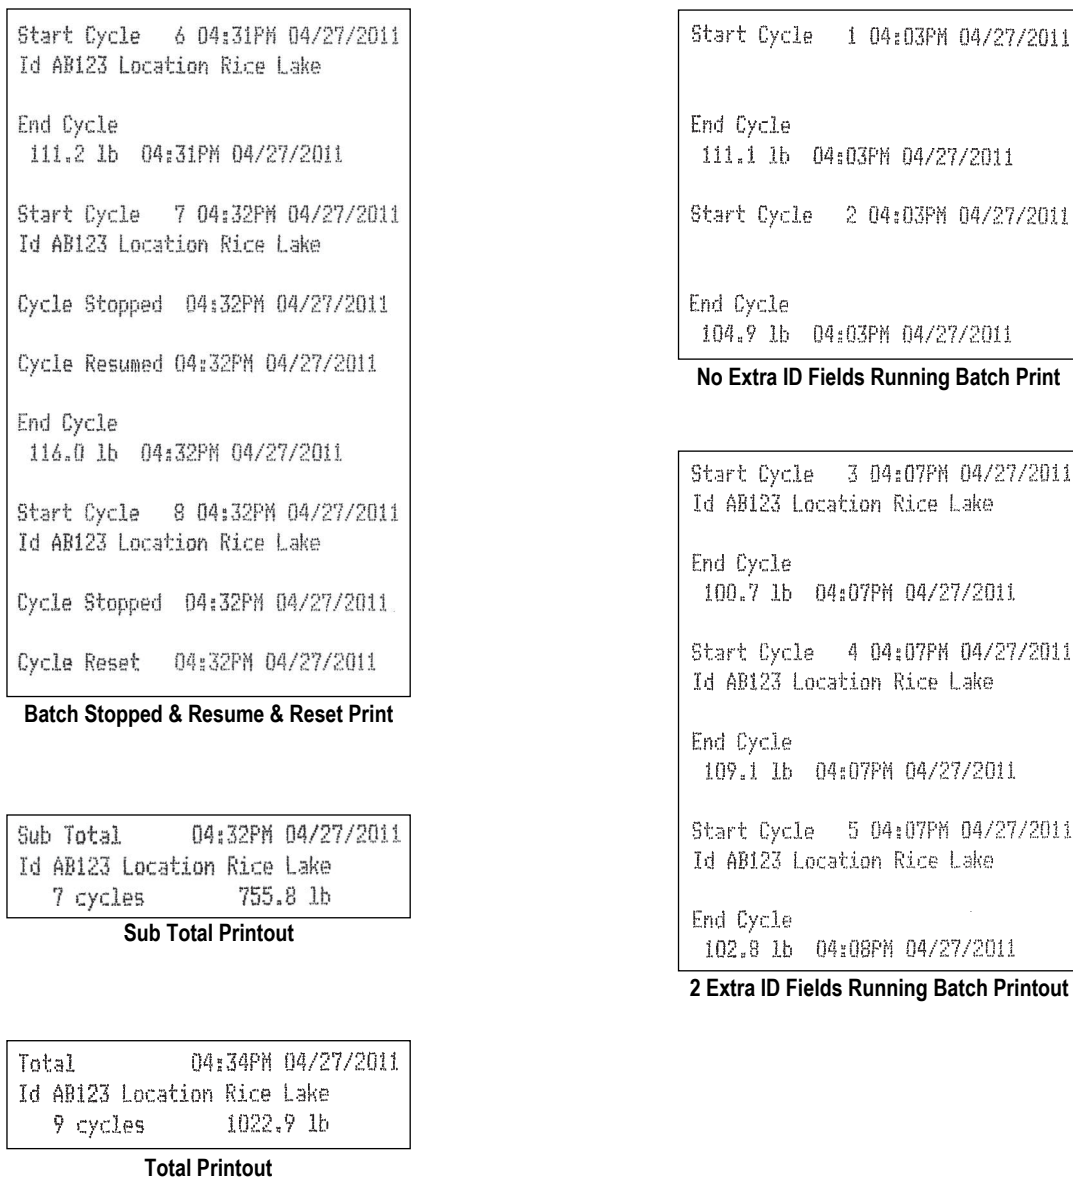 Start Cycle 6 04:31PM 04/27/2011
Id AB123 Location Rice Lake
End Cycle
111.2 lb 04:31PM 04/27/2011
Start Cycle 7 04:32PM 04/27/2011
Id AB123 Location Rice Lake
Cycle Stopped 04:32PM 04/27/2011
Cycle Resumed 04:32PM 04/27/2011
End Cycle
116.0 lb 04:32PM 04/27/2011
Start Cycle 8 04:32PM 04/27/2011
Id AB123 Location Rice Lake
Cycle Stopped 04:32PM 04/27/2011
Cycle Reset 04:32PM 04/27/2011
Batch Stopped & Resume & Reset Print
Sub Total 04:32PM 04/27/2011
Id AB123 Location Rice Lake
7 cycles 755.8 lb
Sub Total Printout
Total 04:34PM 04/27/2011
Id AB123 Location Rice Lake
9 cycles 1022.9 lb
Total Printout
Start Cycle 1 04:03PM 04/27/2011
End Cycle
111.1 lb 04:03PM 04/27/2011
Start Cycle 2 04:03PM 04/27/2011
End Cycle
104.9 lb 04:03PM 04/27/2011
No Extra ID Fields Running Batch Print
Start Cycle 3 04:07PM 04/27/2011
Id AB123 Location Rice Lake
End Cycle
100.7 lb 04:07PM 04/27/2011
Start Cycle 4 04:07PM 04/27/2011
Id AB123 Location Rice Lake
End Cycle
109.1 lb 04:07PM 04/27/2011
Start Cycle 5 04:07PM 04/27/2011
Id AB123 Location Rice Lake
End Cycle
102.8 lb 04:08PM 04/27/2011
2 Extra ID Fields Running Batch Printout